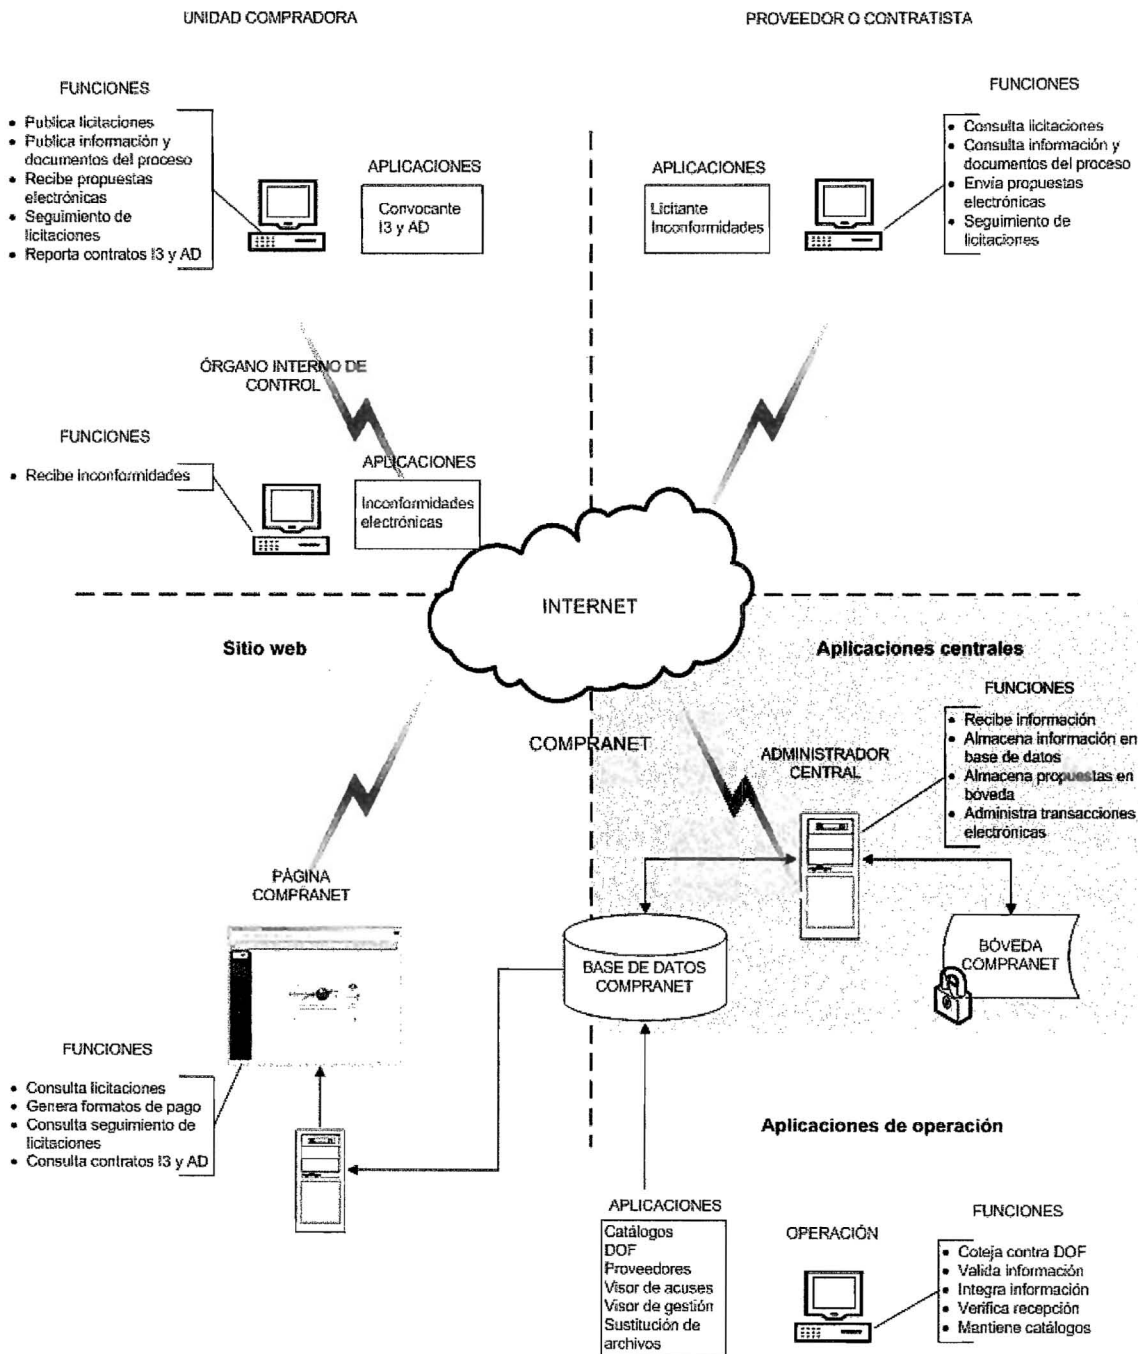 UNIDAD COMPRADORA
PROVEEDOR O CONTRATISTA
FUNCIONES
• Publica licitaciones
• Publica información y
documentos del proceso
• Recibe propuestas
electrónicas
• Seguimiento de
licitaciones
• Reporta contratos I3 y AD
APLICACIONES
Convocante
I3 y AD
APLICACIONES
Licitante
Inconformidades
FUNCIONES
• Consulta licitaciones
• Consulta información y
documentos del proceso
• Envía propuestas
electrónicas
• Seguimiento de
licitaciones
ÓRGANO INTERNO DE
CONTROL
FUNCIONES
• Recibe inconformidades
APLICACIONES
Inconformidades
electrónicas
INTERNET
Sitio web
Aplicaciones centrales
COMPRANET
ADMINISTRADOR
CENTRAL
FUNCIONES
• Recibe información
• Almacena información en
base de datos
• Almacena propuestas en
bóveda
• Administra transacciones
electrónicas
PÁGINA
COMPRANET
BASE DE DATOS
COMPRANET
BÓVEDA
COMPRANET
FUNCIONES
• Consulta licitaciones
• Genera formatos de pago
• Consulta seguimiento de
licitaciones
• Consulta contratos I3 y AD
Aplicaciones de operación
APLICACIONES
Catálogos
DOF
Proveedores
Visor de acuses
Visor de gestión
Sustitución de
archivos
OPERACIÓN
FUNCIONES
• Coteja contra DOF
• Valida información
• Integra información
• Verifica recepción
• Mantiene catálogos